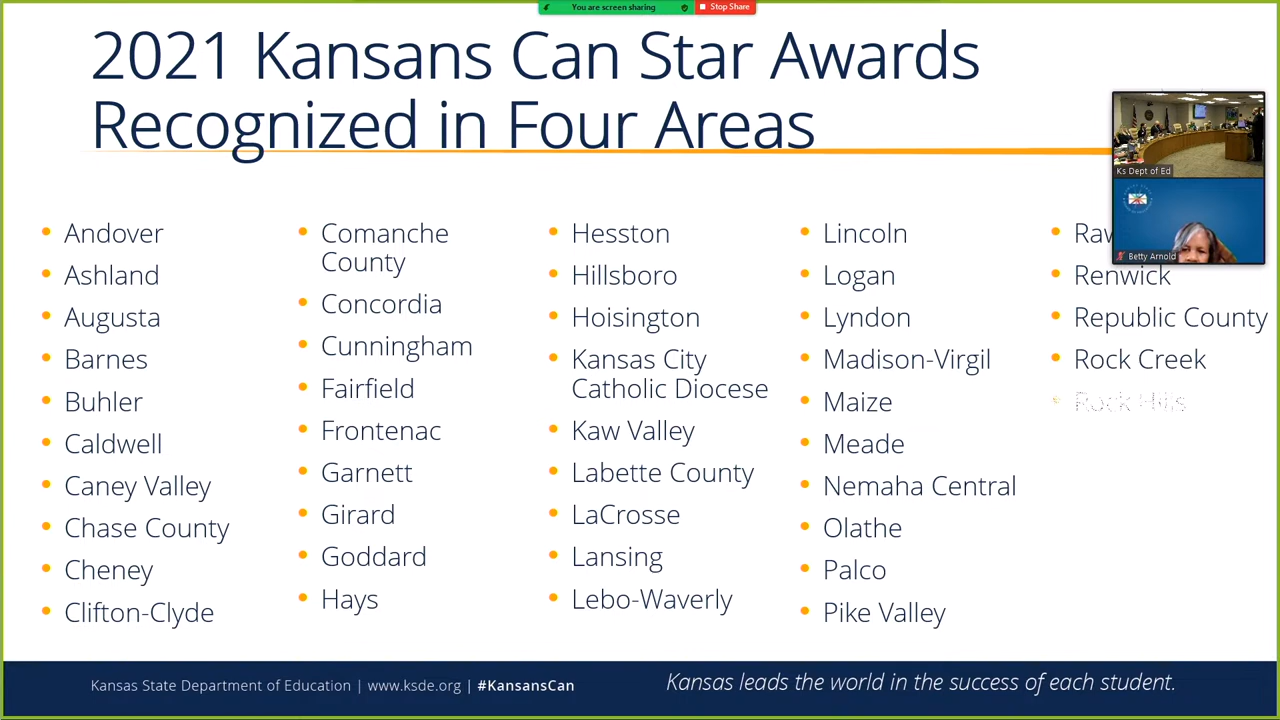 You are screen sharing
Stop Share
2021 Kansans Can Star Awards
Recognized in Four Areas
Ks Dept of Ed
Betty Arnold
Andover
Ashland
Augusta
Barnes
Buhler
Caldwell
Caney Valley
Chase County
Cheney
Clifton-Clyde
Comanche
County
Concordia
Cunningham
Fairfield
Frontenac
Garnett
Girard
Goddard
Hays
Hesston
Hillsboro
Hoisington
Kansas City
Catholic Diocese
Kaw Valley
Labette County
LaCrosse
Lansing
Lebo-Waverly
Lincoln
Logan
Lyndon
Madison-Virgil
Maize
Meade
Nemaha Central
Olathe
Palco
Pike Valley
Renwick
Republic County
Rock Creek
Rock Hills
Kansas State Department of Education | www.ksde.org | #KansansCan
Kansas leads the world in the success of each student.